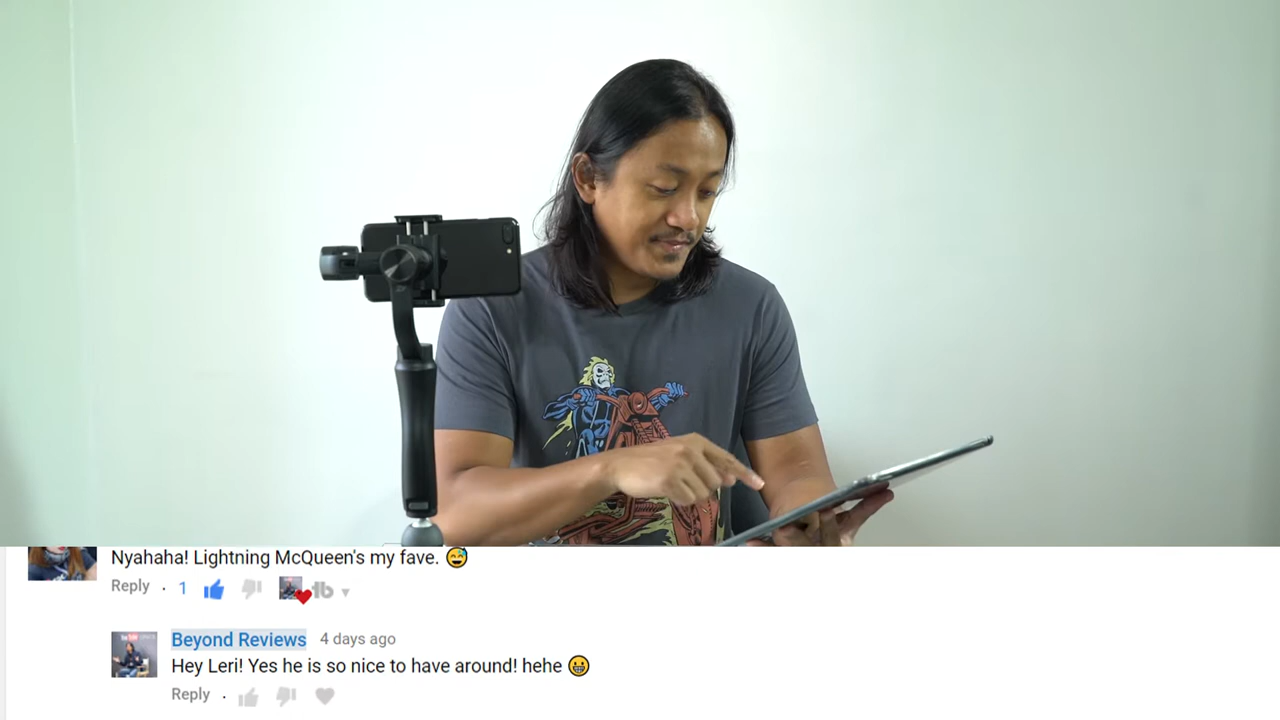 Nyahaha! Lightning McQueen's my fave. 😅
Reply · 1
Beyond Reviews 4 days ago
Hey Leri! Yes he is so nice to have around! hehe 😀
Reply ·